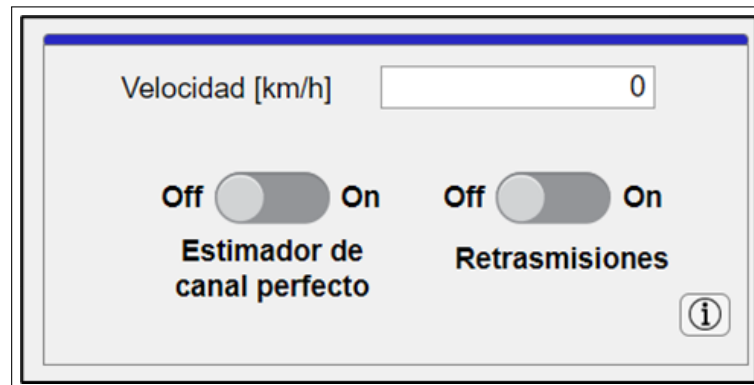 Velocidad [km/h] 0
Off On Off On
Estimador de
canal perfecto
Retrasmisiones